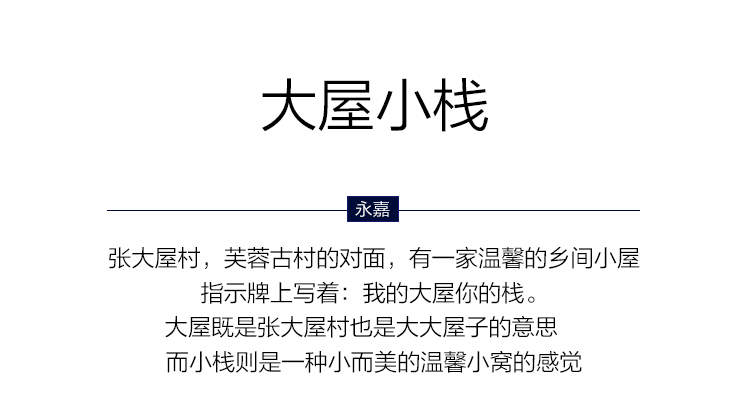 大屋小栈
永嘉
张大屋村，芙蓉古村的对面，有一家温馨的乡间小屋
指示牌上写着：我的大屋你的栈。
大屋既是张大屋村也是大大屋子的意思
而小栈则是一种小而美的温馨小窝的感觉